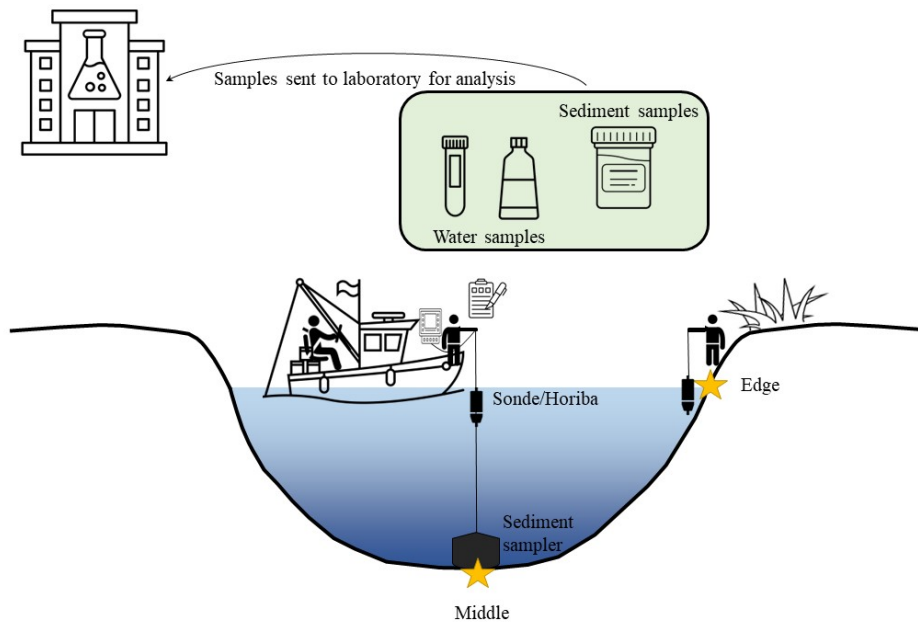 Samples sent to laboratory for analysis
Sediment samples
Water samples
Sonde/Horiba
Edge
Sediment
sampler
Middle